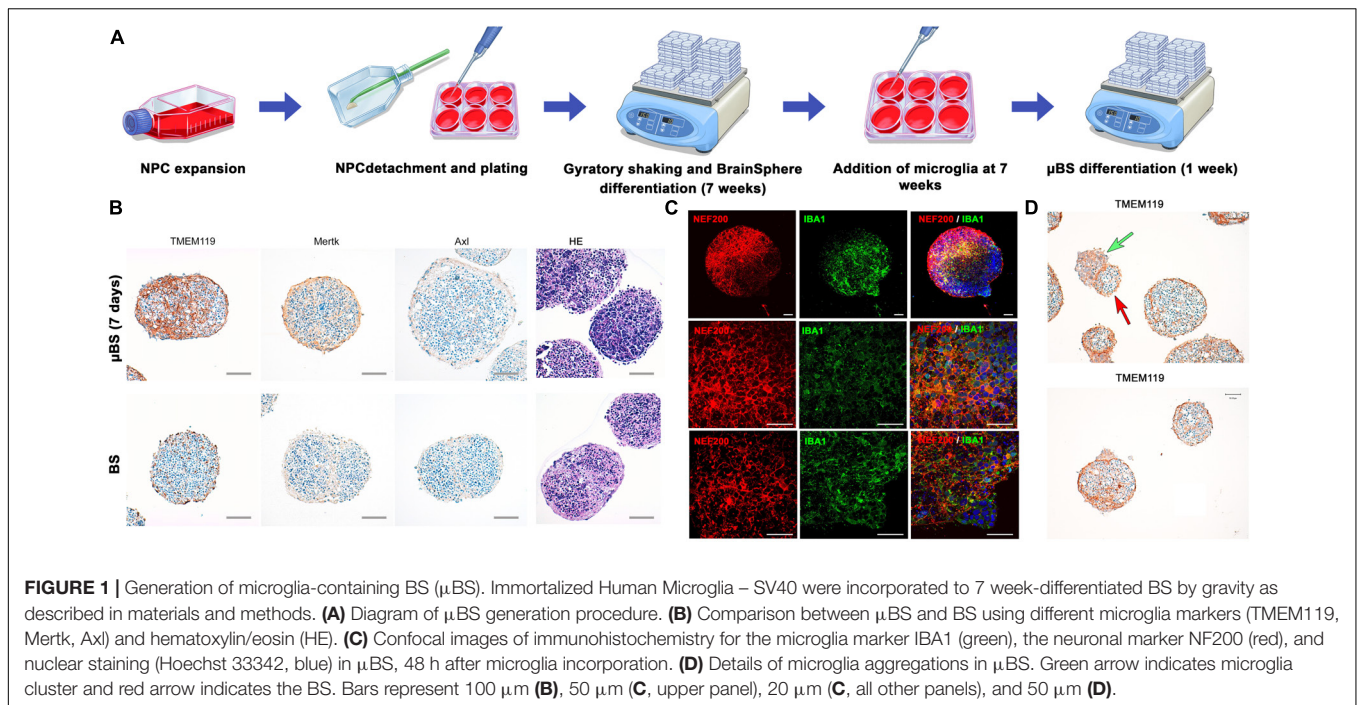 A
NPC expansion
NPCdetachment and plating
Gyratory shaking and BrainSphere
differentiation (7 weeks)
Addition of microglia at 7
weeks
µBS differentiation (1 week)
B
TMEM119
Mertk
Axl
HE
µBS (7 days)
BS
C
NEF200
IBA1
NEF200 / IBA1
NEF200
IBA1
NEF200 / IBA1
NEF200
IBA1
NEF200 / IBA1
D
TMEM119
TMEM119
FIGURE 1 | Generation of microglia-containing BS (µBS). Immortalized Human Microglia – SV40 were incorporated to 7 week-differentiated BS by gravity as
described in materials and methods. (A) Diagram of µBS generation procedure. (B) Comparison between µBS and BS using different microglia markers (TMEM119,
Mertk, Axl) and hematoxylin/eosin (HE). (C) Confocal images of immunohistochemistry for the microglia marker IBA1 (green), the neuronal marker NF200 (red), and
nuclear staining (Hoechst 33342, blue) in µBS, 48 h after microglia incorporation. (D) Details of microglia aggregations in µBS. Green arrow indicates microglia
cluster and red arrow indicates the BS. Bars represent 100 µm (B), 50 µm (C, upper panel), 20 µm (C, all other panels), and 50 µm (D).